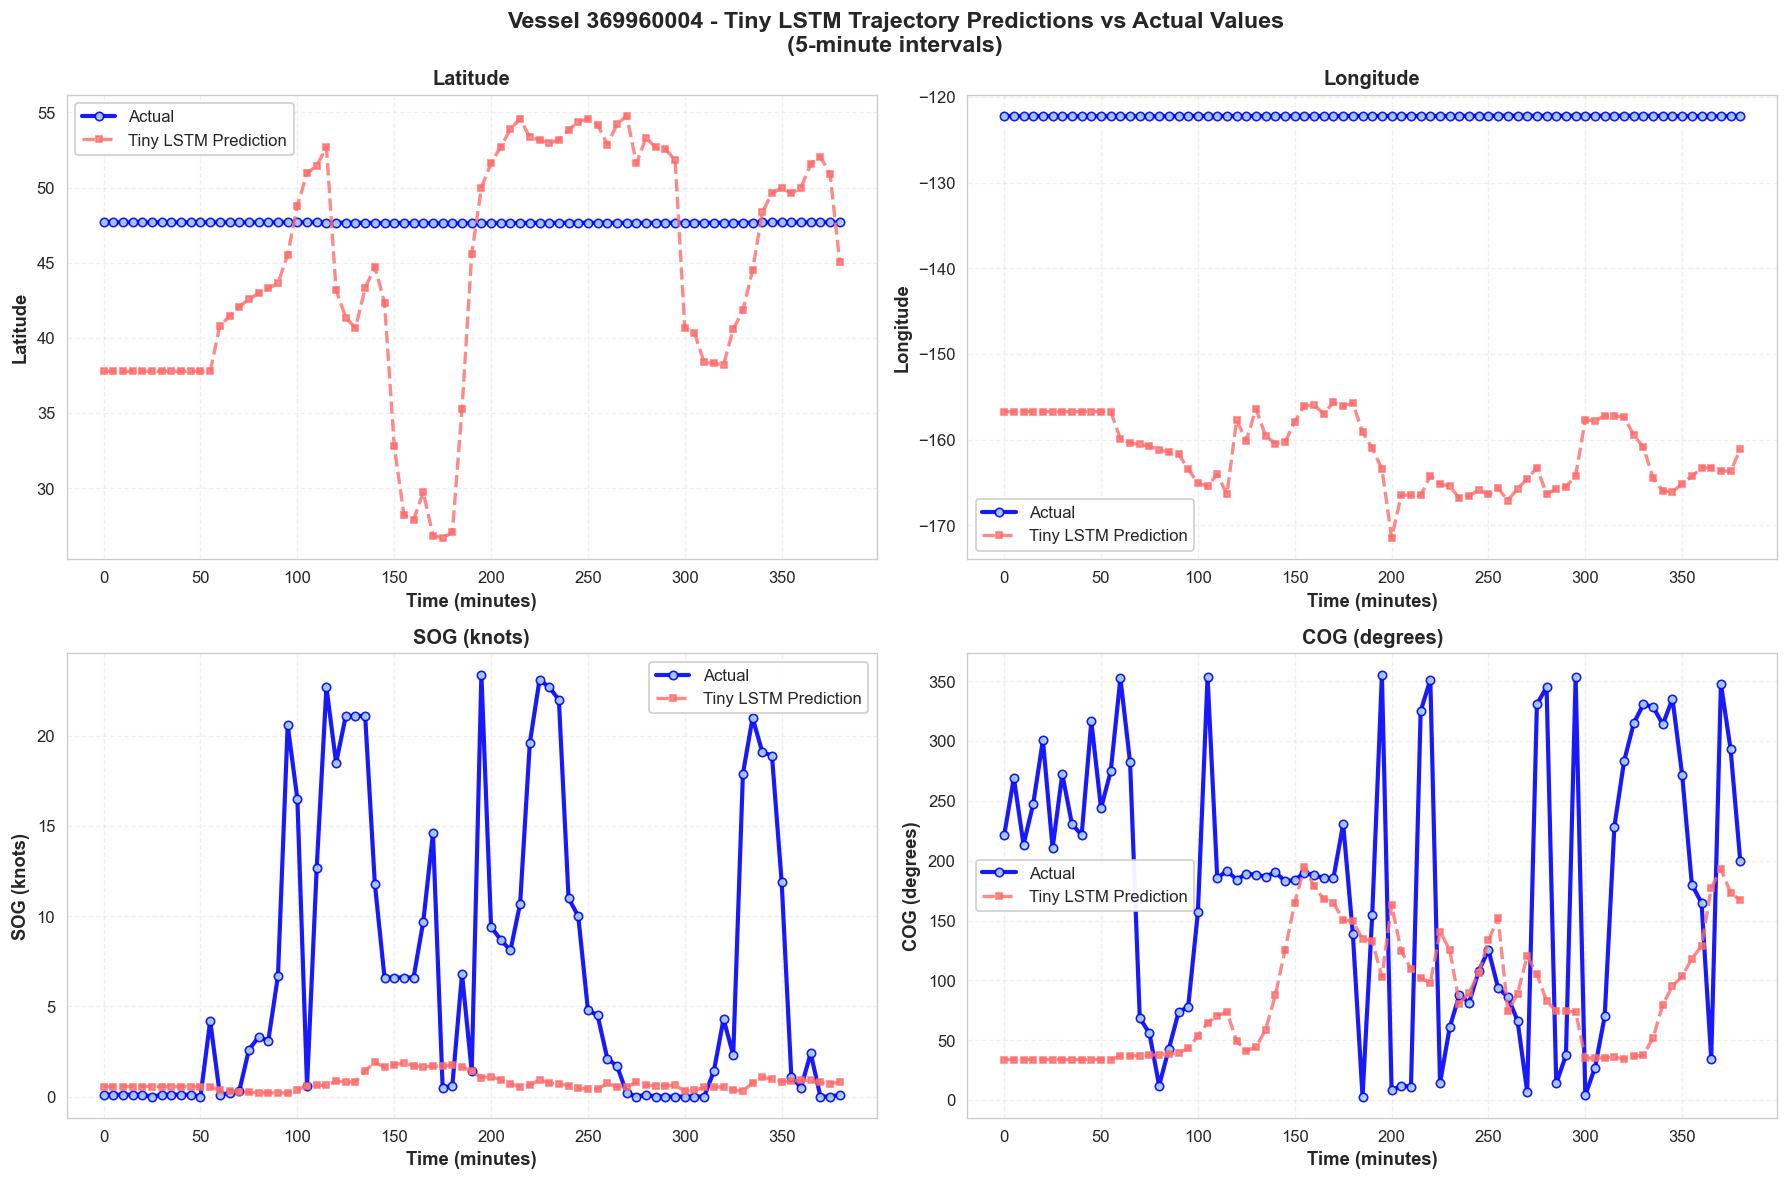 Vessel 369960004 - Tiny LSTM Trajectory Predictions vs Actual Values
(5-minute intervals)
Latitude
Actual
Tiny LSTM Prediction
55
50
45
40
35
30
Latitude
0 50 100 150 200 250 300 350
Time (minutes)
Longitude
−120
−130
−140
−150
−160
−170
Longitude
Actual
Tiny LSTM Prediction
0 50 100 150 200 250 300 350
Time (minutes)
SOG (knots)
Actual
Tiny LSTM Prediction
20
15
10
5
0
SOG (knots)
0 50 100 150 200 250 300 350
Time (minutes)
COG (degrees)
350
300
250
200
150
100
50
0
COG (degrees)
Actual
Tiny LSTM Prediction
0 50 100 150 200 250 300 350
Time (minutes)